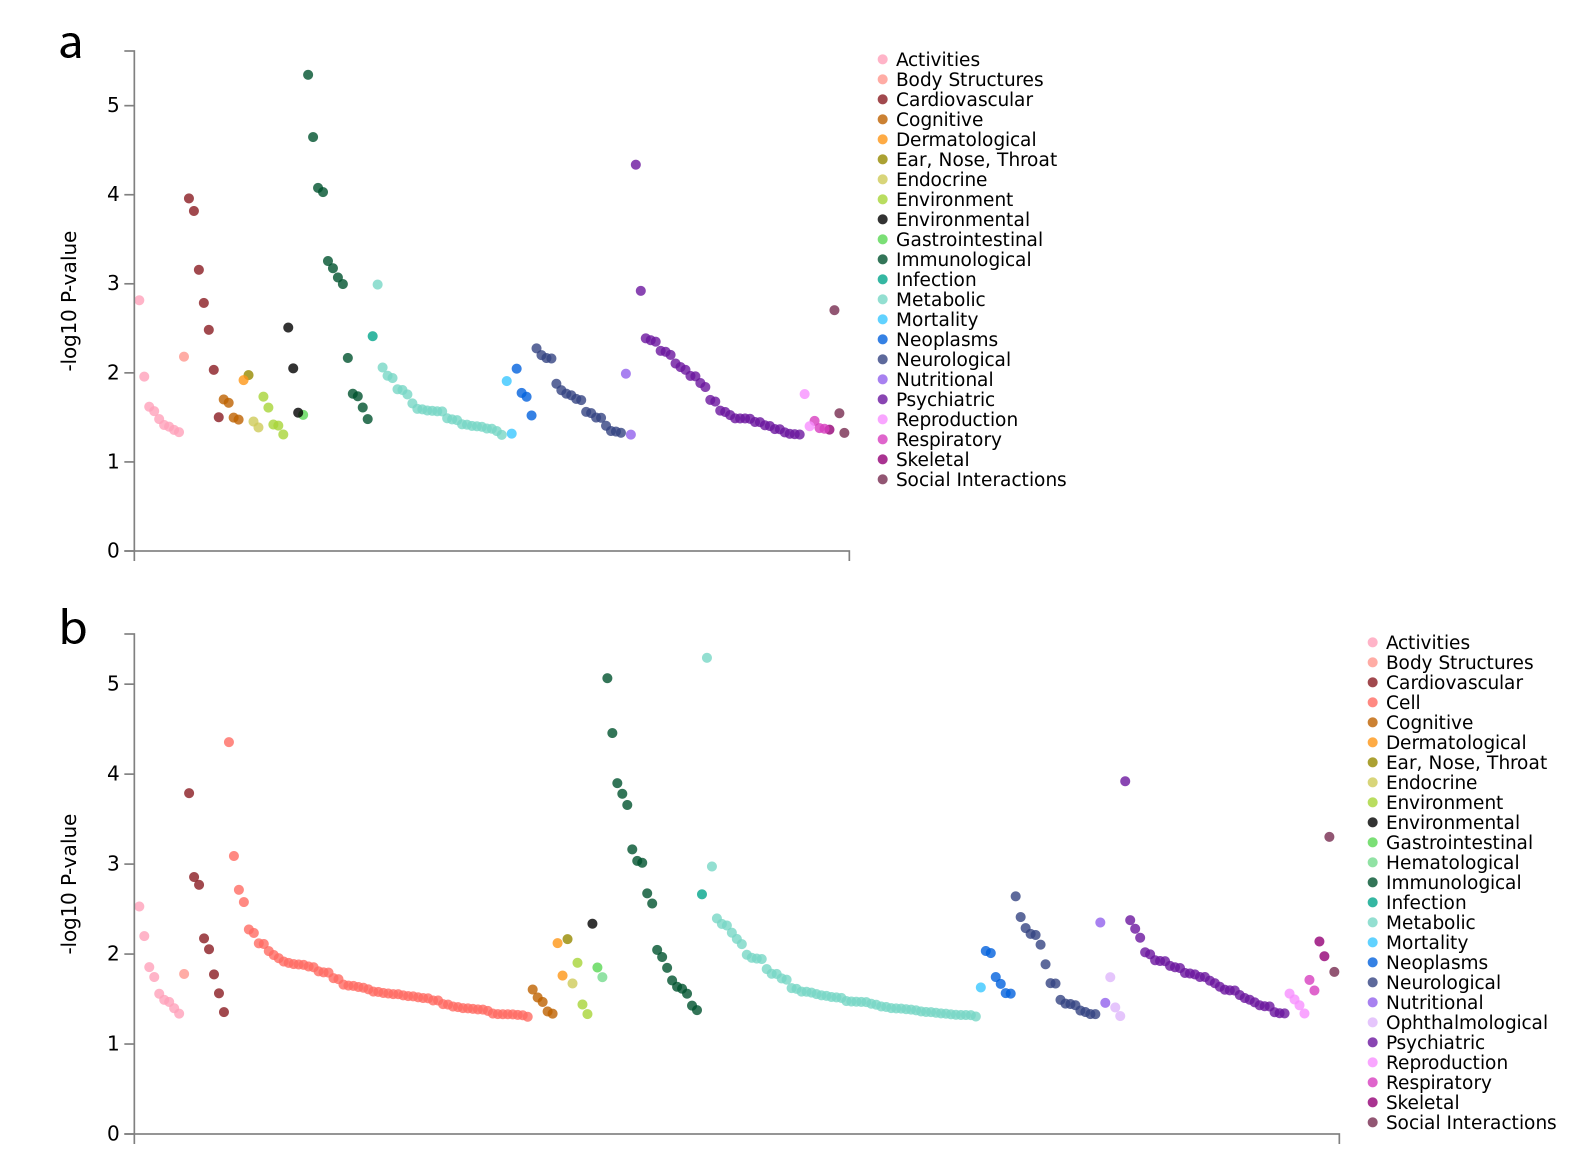 a
5
4
3
2
1
0
-log10 P-value
Activities
Body Structures
Cardiovascular
Cognitive
Dermatological
Ear, Nose, Throat
Endocrine
Environment
Environmental
Gastrointestinal
Immunological
Infection
Metabolic
Mortality
Neoplasms
Neurological
Nutritional
Psychiatric
Reproduction
Respiratory
Skeletal
Social Interactions
b
5
4
3
2
1
0
-log10 P-value
Activities
Body Structures
Cardiovascular
Cell
Cognitive
Dermatological
Ear, Nose, Throat
Endocrine
Environment
Environmental
Gastrointestinal
Hematological
Immunological
Infection
Metabolic
Mortality
Neoplasms
Neurological
Nutritional
Ophthalmological
Psychiatric
Reproduction
Respiratory
Skeletal
Social Interactions